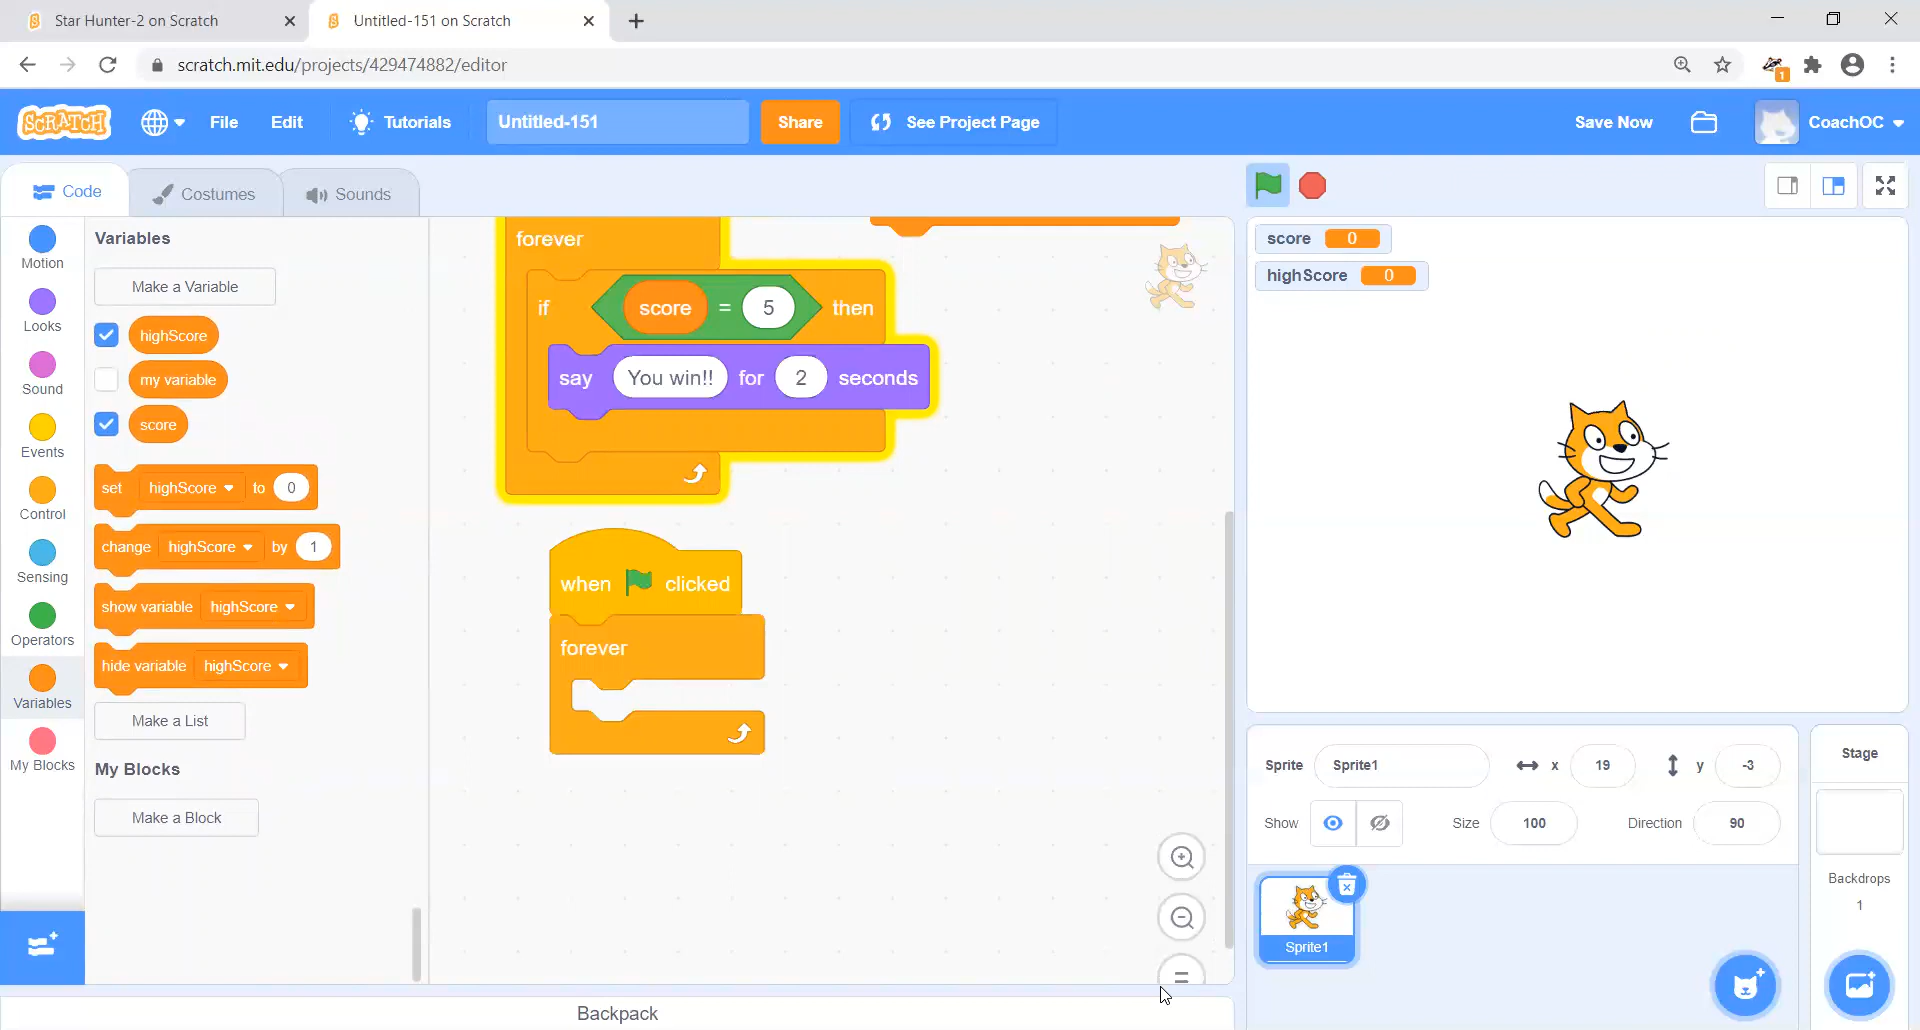 Star Hunter-2 on Scratch
Untitled-151 on Scratch
scratch.mit.edu/projects/429474882/editor
1
SCRATCH
File
Edit
Tutorials
Untitled-151
Share
See Project Page
Save Now
CoachOC
Code
Costumes
Sounds
Motion
Looks
Sound
Events
Control
Sensing
Operators
Variables
My Blocks
Variables
Make a Variable
highScore
my variable
score
set highScore to 0
change highScore by 1
show variable highScore
hide variable highScore
Make a List
My Blocks
Make a Block
forever
if score = 5 then
say You win!! for 2 seconds
when clicked
forever
Backpack
score 0
highScore 0
Sprite Sprite1 x 19 y -3
Show Size 100 Direction 90
Sprite1
Stage
Backdrops
1